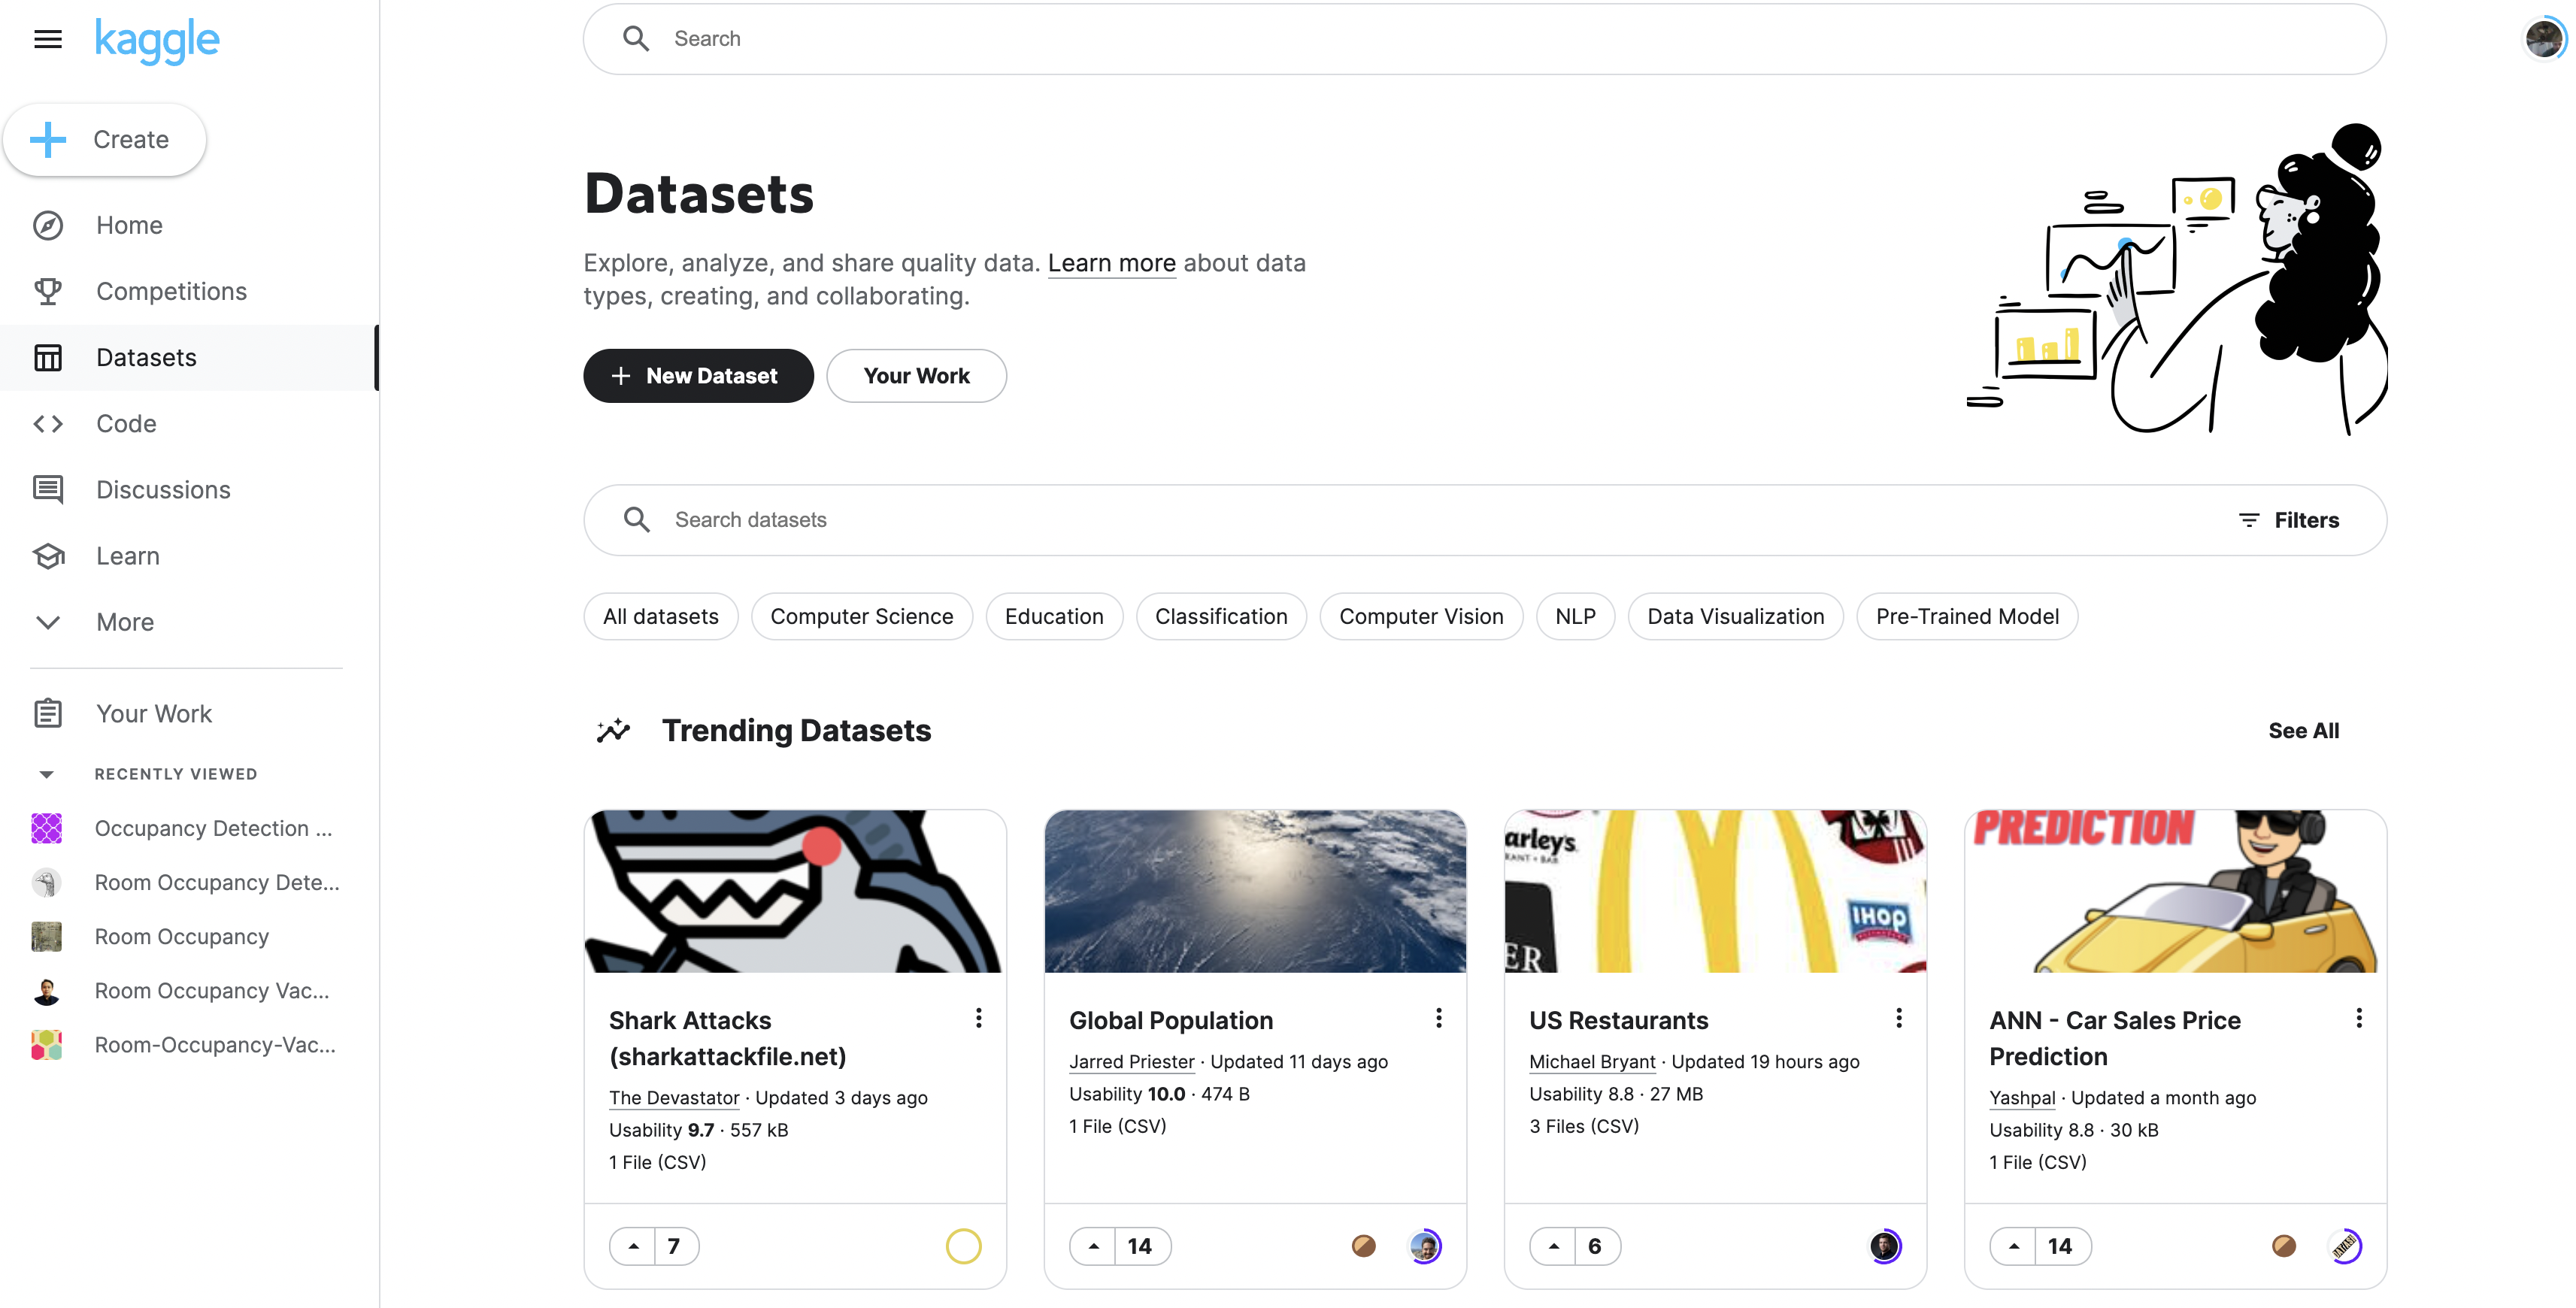 kaggle
Search
Create
Home
Competitions
Datasets
Code
Discussions
Learn
More
Your Work
RECENTLY VIEWED
Occupancy Detection ...
Room Occupancy Dete...
Room Occupancy
Room Occupancy Vac...
Room-Occupancy-Vac...
Datasets
Explore, analyze, and share quality data. Learn more about data
types, creating, and collaborating.
New Dataset
Your Work
Search datasets
Filters
All datasets
Computer Science
Education
Classification
Computer Vision
NLP
Data Visualization
Pre-Trained Model
Trending Datasets
See All
Shark Attacks
(sharkattackfile.net)
The Devastator · Updated 3 days ago
Usability 9.7 · 557 kB
1 File (CSV)
7
Global Population
Jarred Priester · Updated 11 days ago
Usability 10.0 · 474 B
1 File (CSV)
14
arley's
RANT + BAR
IHOP
ER
US Restaurants
Michael Bryant · Updated 19 hours ago
Usability 8.8 · 27 MB
3 Files (CSV)
6
PREDICTION
ANN - Car Sales Price
Prediction
Yashpal · Updated a month ago
Usability 8.8 · 30 kB
1 File (CSV)
14